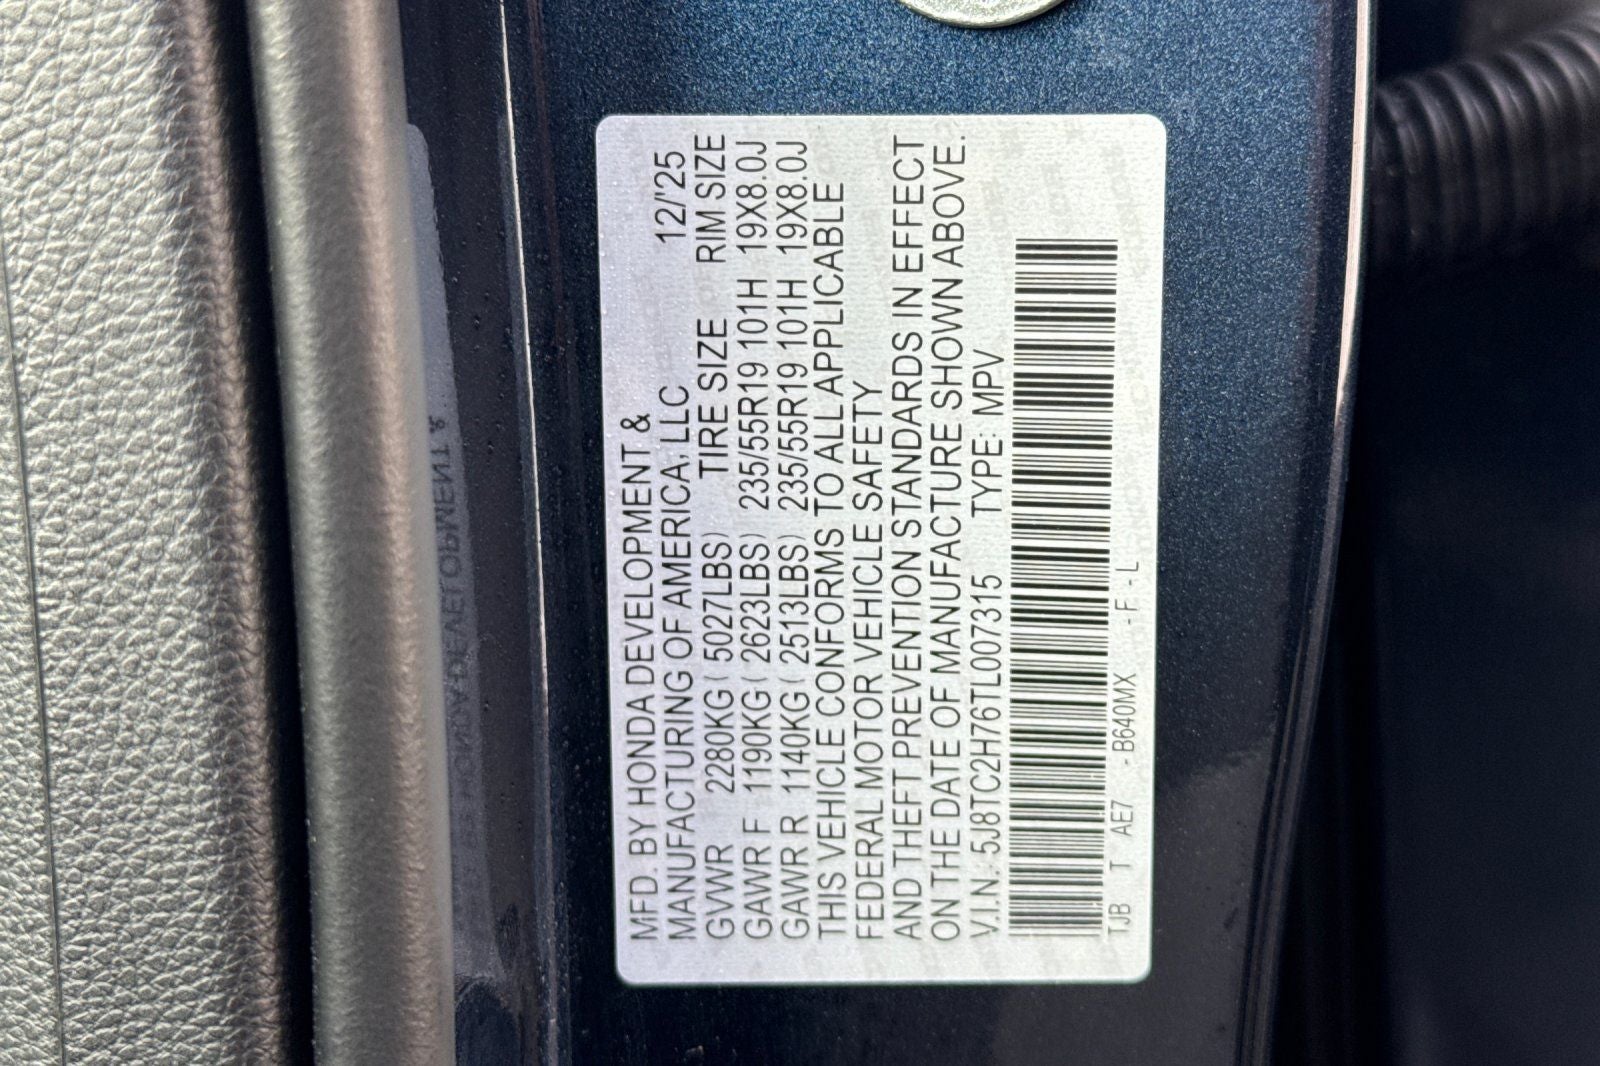 MFD. BY HONDA DEVELOPMENT &
MANUFACTURING OF AMERICA, LLC 12/'25
GVWR 2280KG ( 5027LBS) TIRE SIZE RIM SIZE
GAWR F 1190KG ( 2623LBS) 235/55R19 101H 19X8.0J
GAWR R 1140KG ( 2513LBS) 235/55R19 101H 19X8.0J
THIS VEHICLE CONFORMS TO ALL APPLICABLE
FEDERAL MOTOR VEHICLE SAFETY
AND THEFT PREVENTION STANDARDS IN EFFECT
ON THE DATE OF MANUFACTURE SHOWN ABOVE.
V.I.N.: 5J8TC2H76TL007315 TYPE: MPV
TJB T AE7 - B640MX - F - L